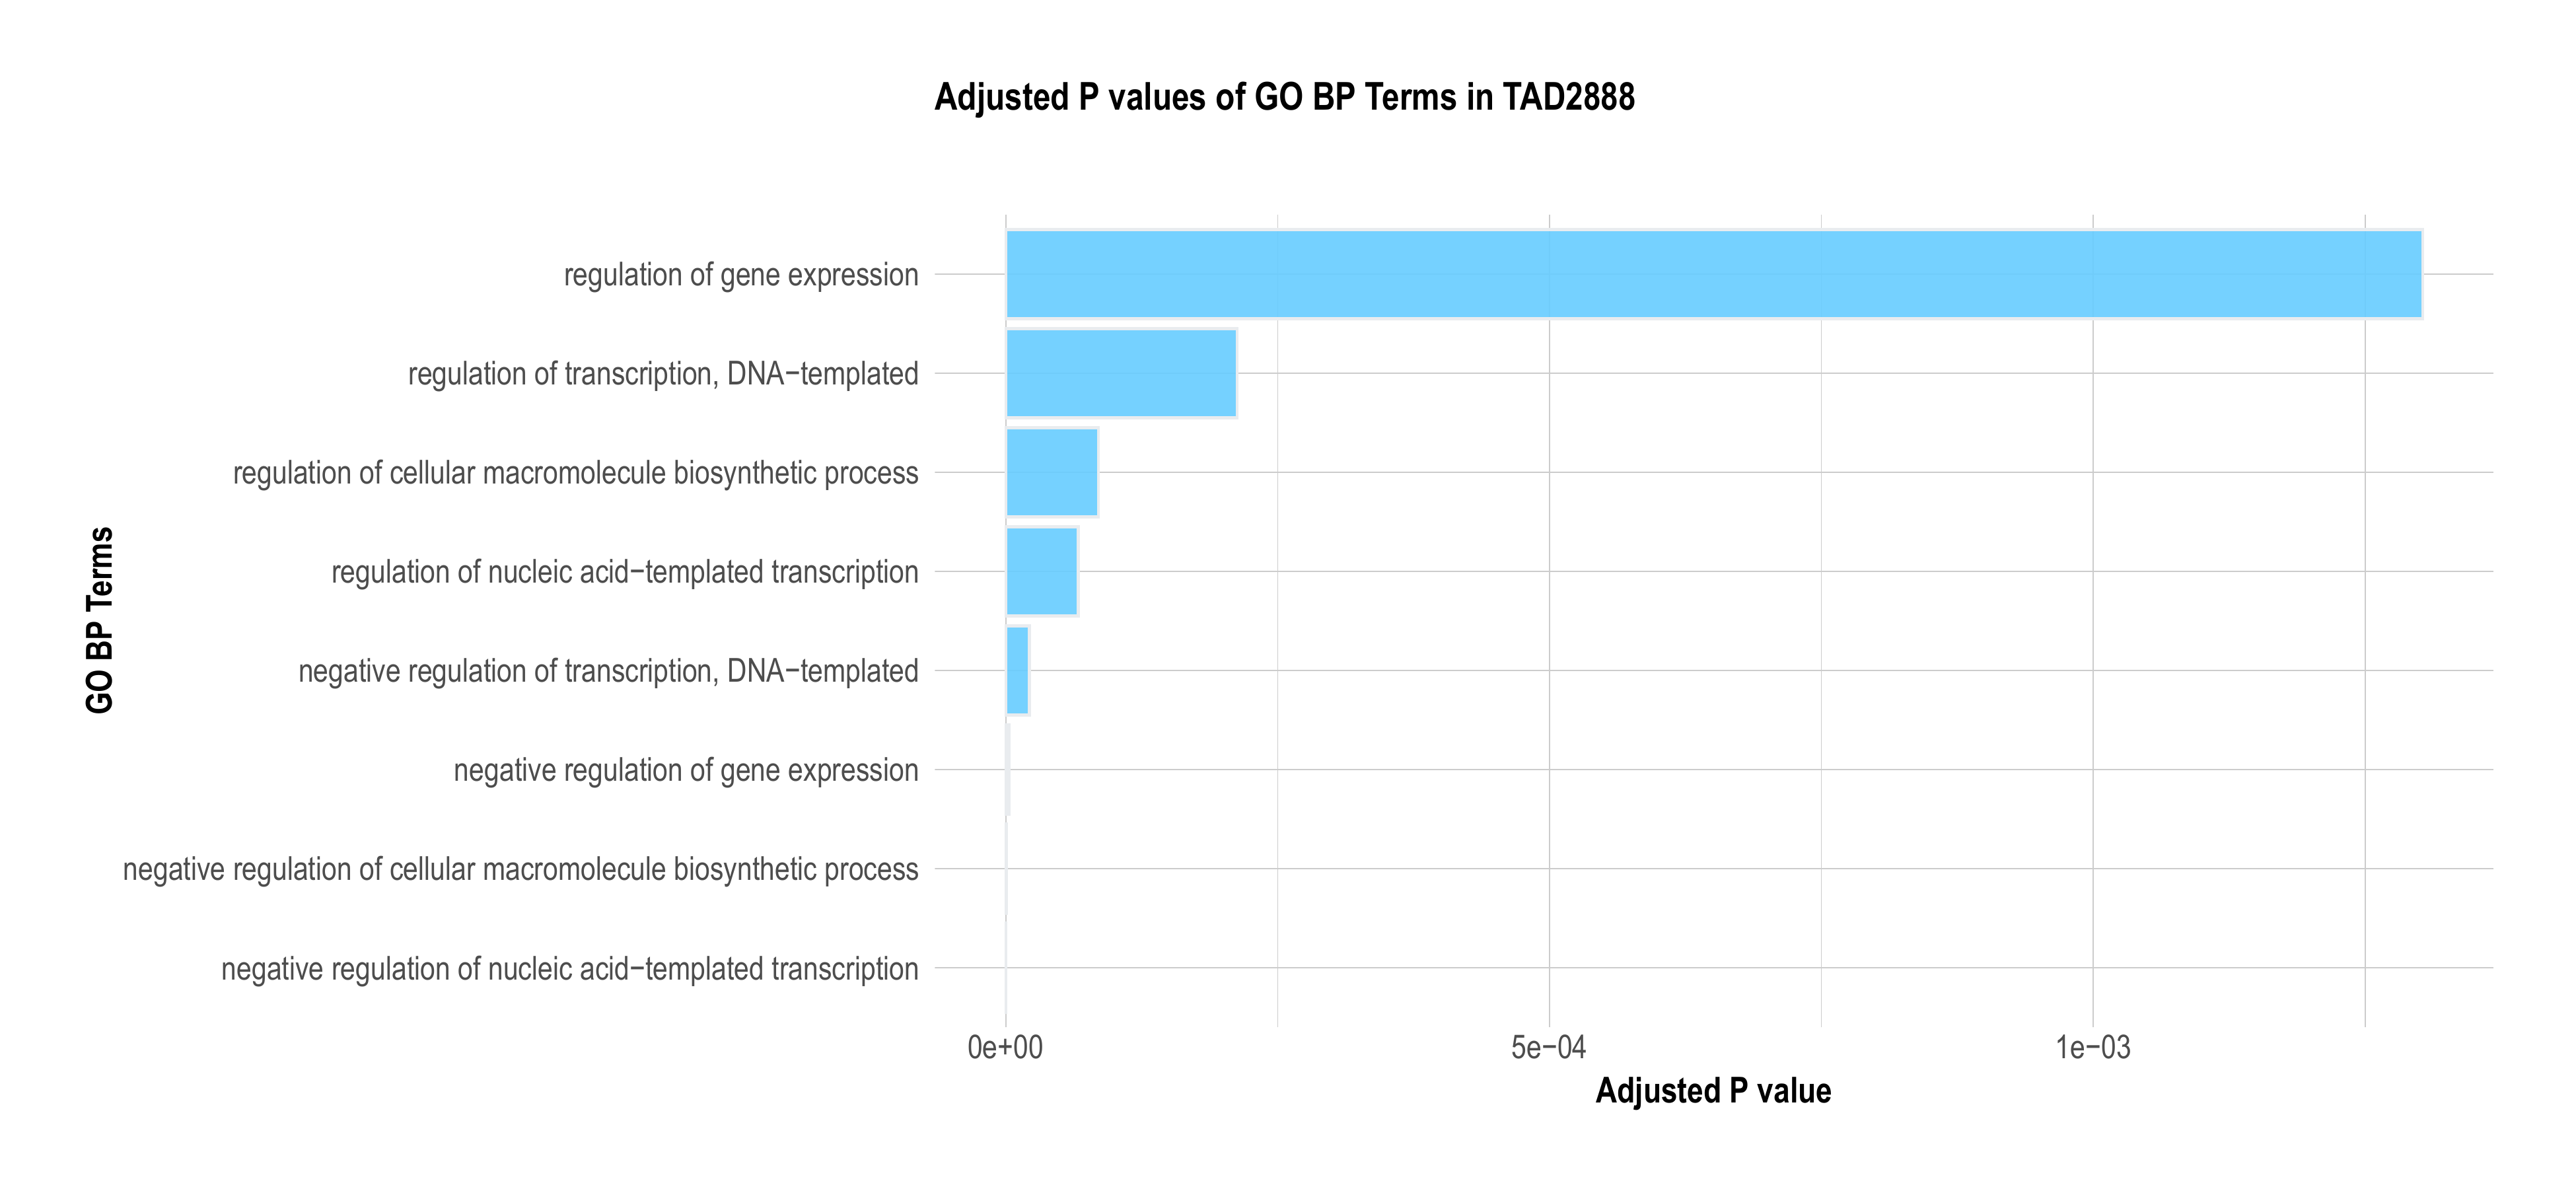 Adjusted P values of GO BP Terms in TAD2888
GO BP Terms
regulation of gene expression
regulation of transcription, DNA−templated
regulation of cellular macromolecule biosynthetic process
regulation of nucleic acid−templated transcription
negative regulation of transcription, DNA−templated
negative regulation of gene expression
negative regulation of cellular macromolecule biosynthetic process
negative regulation of nucleic acid−templated transcription
0e+00 5e−04 1e−03
Adjusted P value